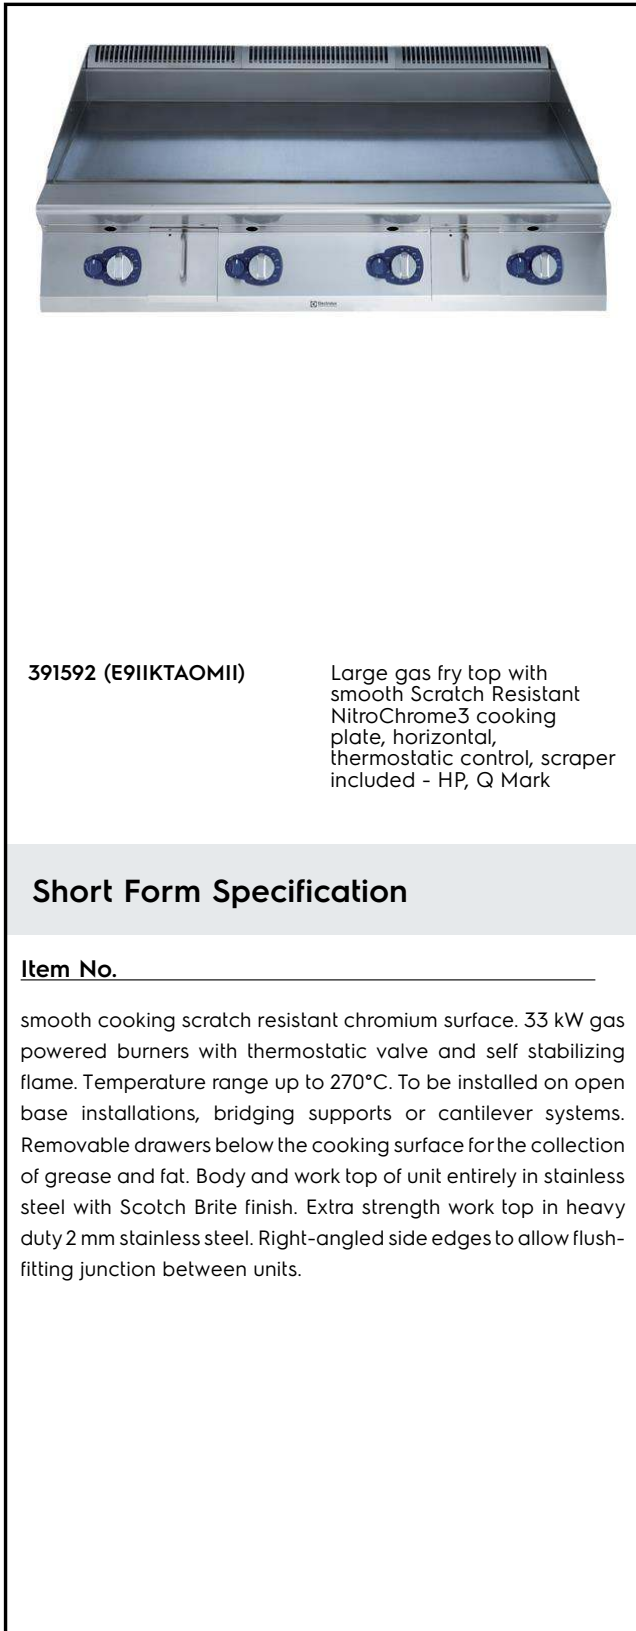 Electrolux
391592 (E9IIKTAOMII)
Large gas fry top with
smooth Scratch Resistant
NitroChrome3 cooking
plate, horizontal,
thermostatic control, scraper
included - HP, Q Mark
Short Form Specification
Item No.
smooth cooking scratch resistant chromium surface. 33 kW gas
powered burners with thermostatic valve and self stabilizing
flame. Temperature range up to 270°C. To be installed on open
base installations, bridging supports or cantilever systems.
Removable drawers below the cooking surface for the collection
of grease and fat. Body and work top of unit entirely in stainless
steel with Scotch Brite finish. Extra strength work top in heavy
duty 2 mm stainless steel. Right-angled side edges to allow flush-
fitting junction between units.